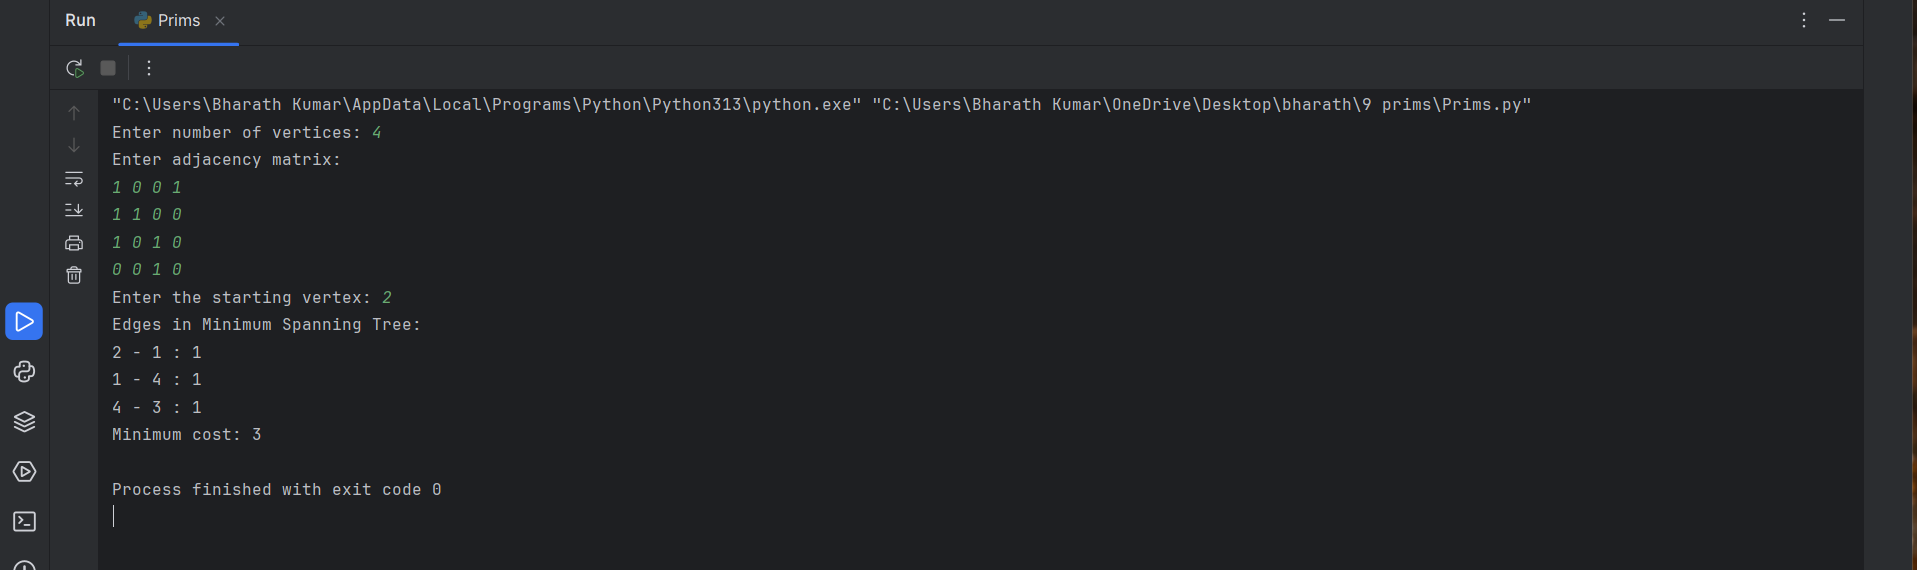 Run Prims
"C:\Users\Bharath Kumar\AppData\Local\Programs\Python\Python313\python.exe" "C:\Users\Bharath Kumar\OneDrive\Desktop\bharath\9 prims\Prims.py"
Enter number of vertices: 4
Enter adjacency matrix:
1 0 0 1
1 1 0 0
1 0 1 0
0 0 1 0
Enter the starting vertex: 2
Edges in Minimum Spanning Tree:
2 - 1 : 1
1 - 4 : 1
4 - 3 : 1
Minimum cost: 3
Process finished with exit code 0